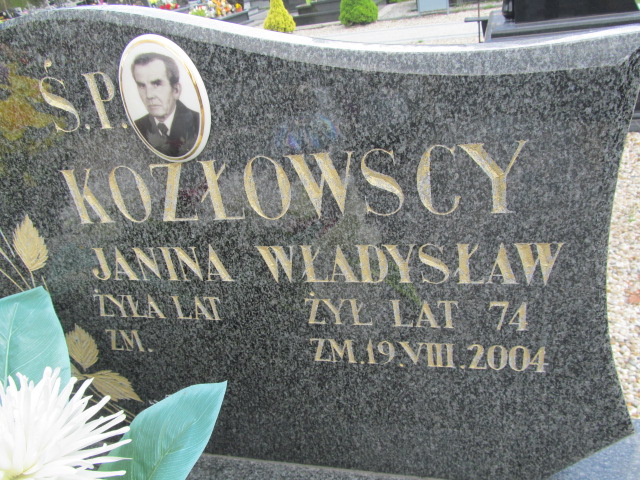 Ś.P.
KOZŁOWSCY
JANINA WŁADYSŁAW
ŻYŁA LAT ŻYŁ LAT 74
ZM. ZM.19.VIII.2004